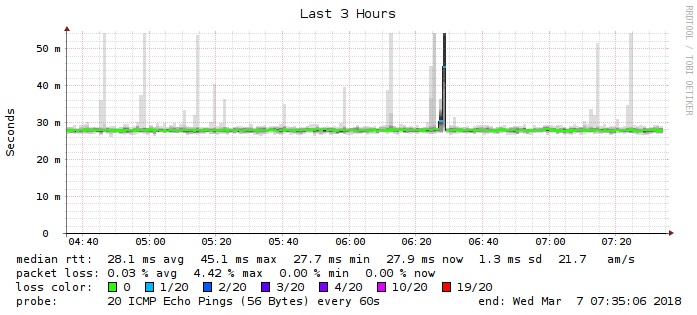 Last 3 Hours
RRDTOOL / TOBI OETIKER
Seconds
50 m
40 m
30 m
20 m
10 m
0
04:40 05:00 05:20 05:40 06:00 06:20 06:40 07:00 07:20
median rtt: 28.1 ms avg 45.1 ms max 27.7 ms min 27.9 ms now 1.3 ms sd 21.7 am/s
packet loss: 0.03 % avg 4.42 % max 0.00 % min 0.00 % now
loss color: 0 1/20 2/20 3/20 4/20 10/20 19/20
probe: 20 ICMP Echo Pings (56 Bytes) every 60s end: Wed Mar 7 07:35:06 2018